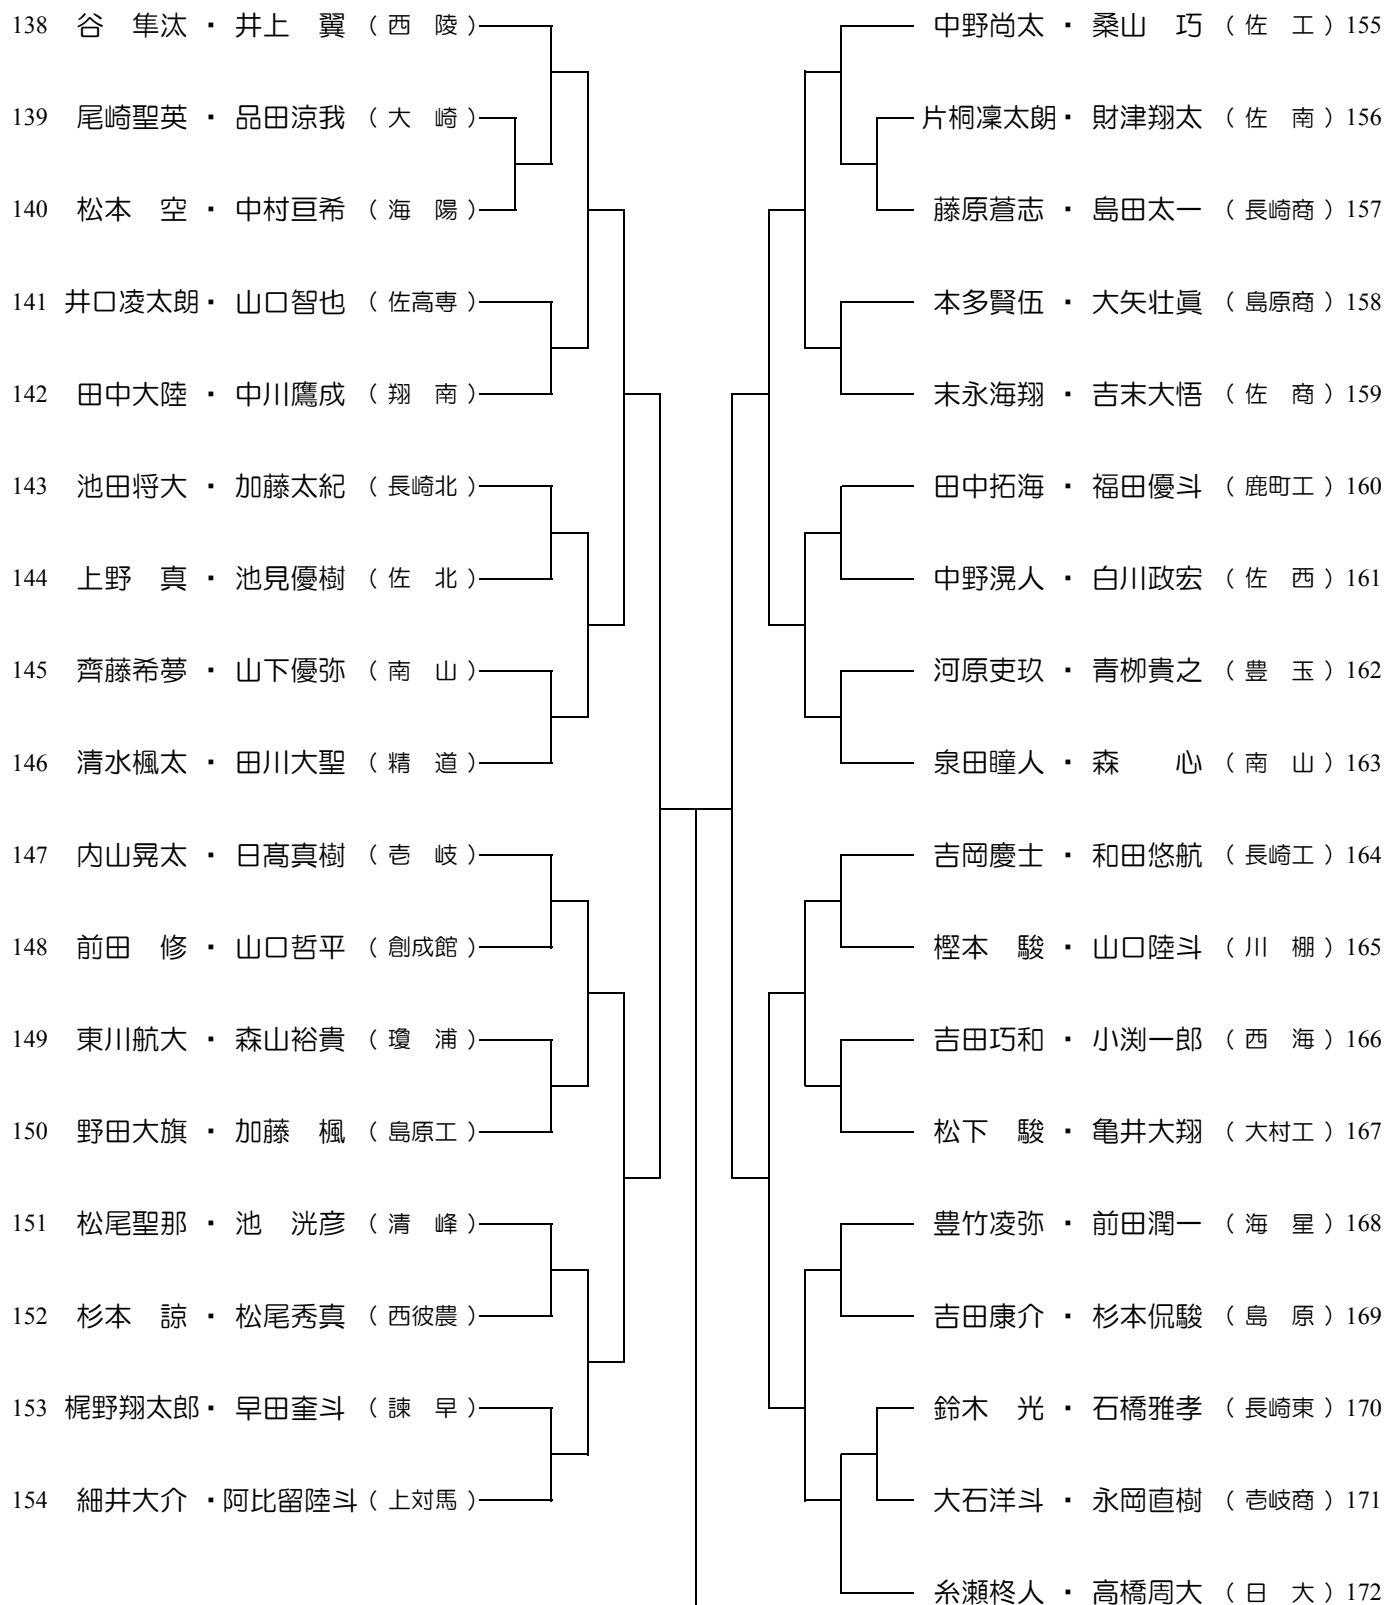 138 谷　隼汰 ・ 井上　翼 （ 西　陵 ）
139 尾崎聖英 ・ 品田涼我 （ 大　崎 ）
140 松本　空 ・ 中村亘希 （ 海　陽 ）
141 井口凌太朗・ 山口智也 （ 佐高専 ）
142 田中大陸 ・ 中川鷹成 （ 翔　南 ）
143 池田将大 ・ 加藤太紀 （ 長崎北 ）
144 上野　真 ・ 池見優樹 （ 佐　北 ）
145 齊藤希夢 ・ 山下優弥 （ 南　山 ）
146 清水楓太 ・ 田川大聖 （ 精　道 ）
147 内山晃太 ・ 日髙真樹 （ 壱　岐 ）
148 前田　修 ・ 山口哲平 （ 創成館 ）
149 東川航大 ・ 森山裕貴 （ 瓊　浦 ）
150 野田大旗 ・ 加藤　楓 （ 島原工 ）
151 松尾聖那 ・ 池　洸彦 （ 清　峰 ）
152 杉本　諒 ・ 松尾秀真 （ 西彼農 ）
153 梶野翔太郎・ 早田奎斗 （ 諫　早 ）
154 細井大介 ・阿比留陸斗 （ 上対馬 ）
中野尚太 ・ 桑山　巧 （ 佐　工 ） 155
片桐凜太朗・ 財津翔太 （ 佐　南 ） 156
藤原蒼志 ・ 島田太一 （ 長崎商 ） 157
本多賢伍 ・ 大矢壮眞 （ 島原商 ） 158
末永海翔 ・ 吉末大悟 （ 佐　商 ） 159
田中拓海 ・ 福田優斗 （ 鹿町工 ） 160
中野滉人 ・ 白川政宏 （ 佐　西 ） 161
河原吏玖 ・ 青栁貴之 （ 豊　玉 ） 162
泉田瞳人 ・ 森　　心 （ 南　山 ） 163
吉岡慶士 ・ 和田悠航 （ 長崎工 ） 164
樫本　駿 ・ 山口陸斗 （ 川　棚 ） 165
吉田巧和 ・ 小渕一郎 （ 西　海 ） 166
松下　駿 ・ 亀井大翔 （ 大村工 ） 167
豊竹凌弥 ・ 前田潤一 （ 海　星 ） 168
吉田康介 ・ 杉本侃駿 （ 島　原 ） 169
鈴木　光 ・ 石橋雅孝 （ 長崎東 ） 170
大石洋斗 ・ 永岡直樹 （ 壱岐商 ） 171
糸瀬柊人 ・ 高橋周大 （ 日　大 ） 172